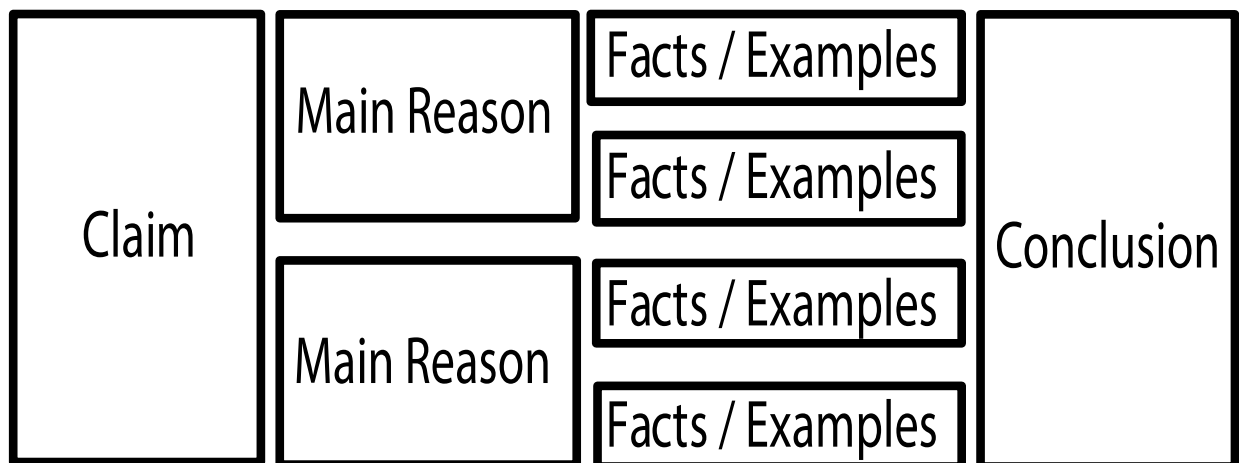 Claim
Main Reason
Facts / Examples
Facts / Examples
Main Reason
Facts / Examples
Facts / Examples
Conclusion